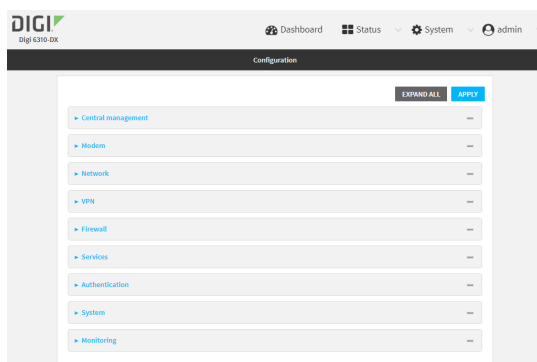 DIGI
Digi 6310-DX
Dashboard Status System admin
Configuration
EXPAND ALL APPLY
Central management
Modem
Network
VPN
Firewall
Services
Authentication
System
Monitoring